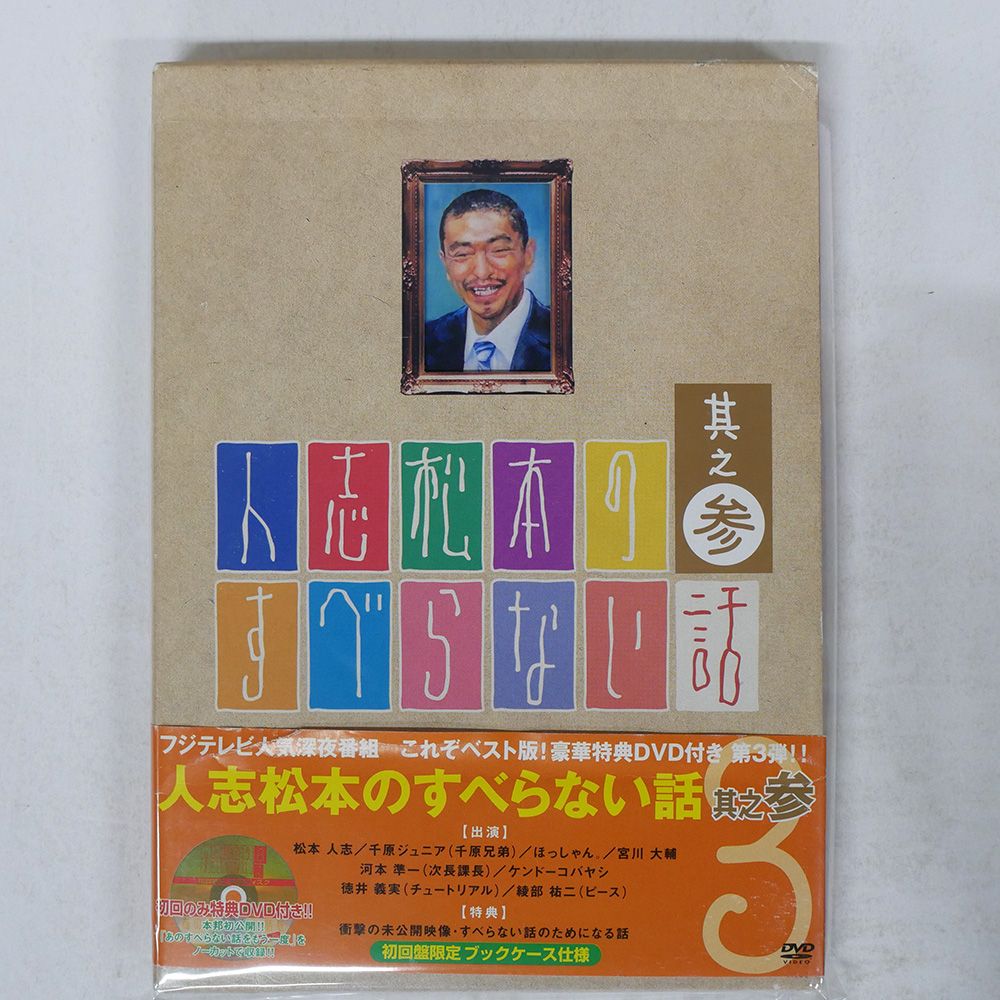 其之参
人志松本の
すべらない話
フジテレビ人気深夜番組 これぞベスト版!豪華特典DVD付き 第3弾!!
人志松本のすべらない話 其之参
3
【出演】
松本 人志/千原ジュニア(千原兄弟)/ほっしゃん。/宮川 大輔
河本 準一(次長課長)/ケンドーコバヤシ
徳井 義実(チュートリアル)/綾部 祐二(ピース)
【特典】
衝撃の未公開映像・すべらない話のためになる話
初回盤限定 ブックケース仕様
初回のみ特典DVD付き!!
本邦初公開!!
「あのすべらない話をもう一度」を
ノーカットで収録!!
DVD
VIDEO